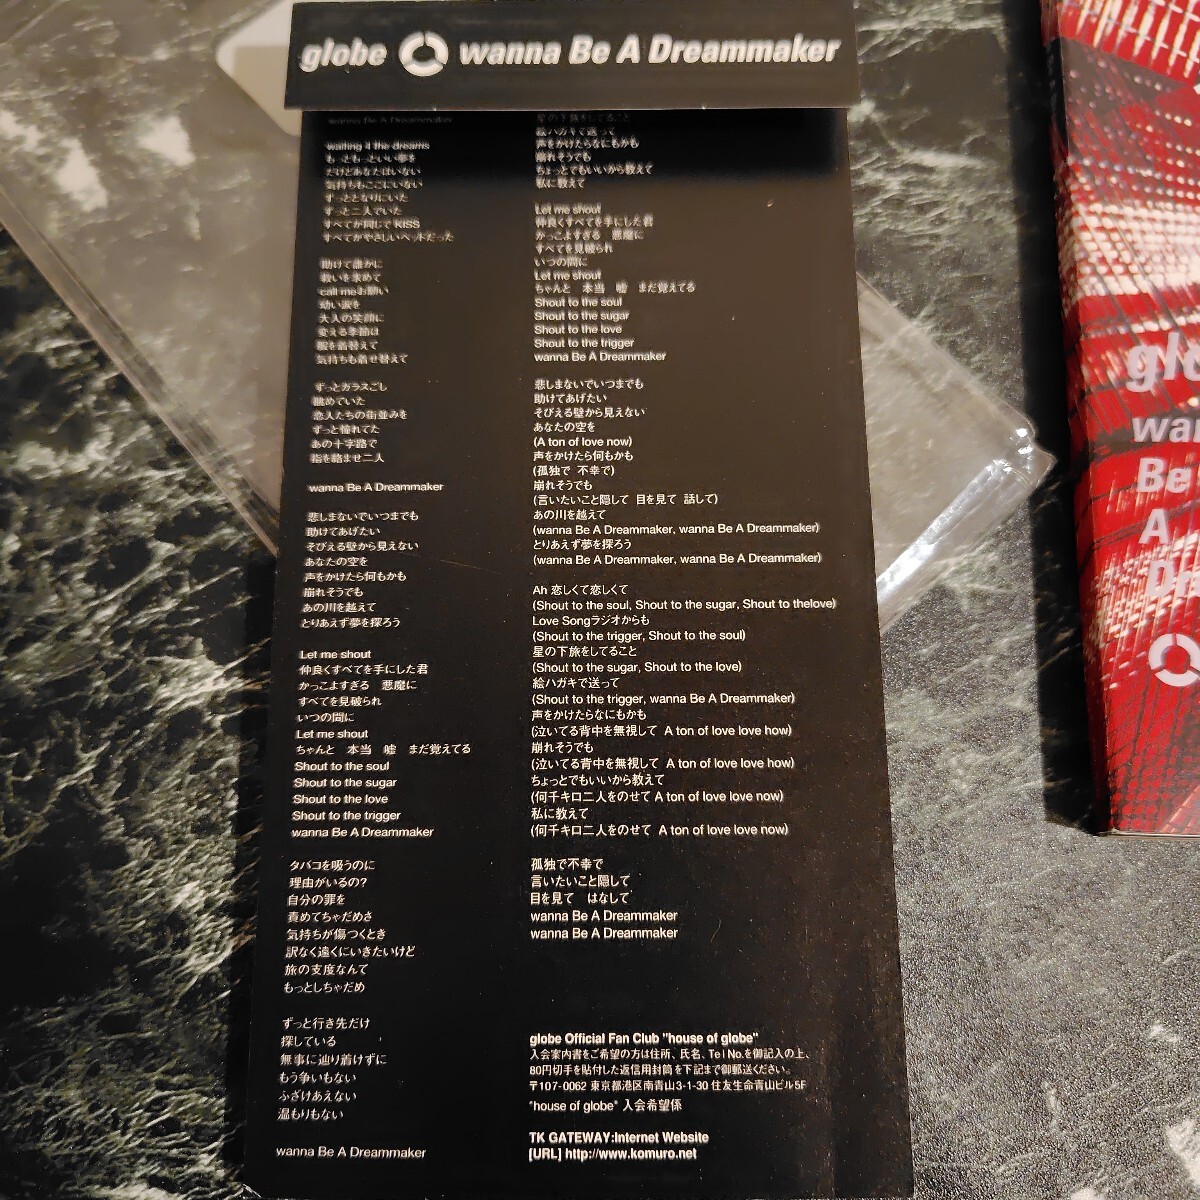 globe wanna Be A Dreammaker
wanna Be A Dreammaker
waiting 4 the dreams
もっともっといい夢を
だけどあなたはいない
気持ちもここにいない
ずっととなりにいた
ずっと二人でいた
すべてが同じでKISS
すべてがやさしいベッドだった
助けて誰かに
救いを求めて
call meお願い
幼い涙を
大人の笑顔に
変える季節は
服を着替えて
気持ちも着せ替えて
ずっとガラスごし
眺めていた
恋人たちの街並みを
ずっと憧れてた
あの十字路で
指を絡ませ二人
wanna Be A Dreammaker
悲しまないでいつまでも
助けてあげたい
そびえる壁から見えない
あなたの空を
声をかけたら何もかも
崩れそうでも
あの川を越えて
とりあえず夢を探ろう
Let me shout
仲良くすべてを手にした君
かっこよすぎる 悪魔に
すべてを見破られ
いつの間に
Let me shout
ちゃんと 本当 嘘 まだ覚えてる
Shout to the soul
Shout to the sugar
Shout to the love
Shout to the trigger
wanna Be A Dreammaker
タバコを吸うのに
理由がいるの?
自分の罪を
責めてちゃだめさ
気持ちが傷つくとき
訳なく遠くにいきたいけど
旅の支度なんて
もっとしちゃだめ
ずっと行き先だけ
探している
無事に辿り着けずに
もう争いもない
ふざけあえない
温もりもない
wanna Be A Dreammaker
星の下旅をしてること
絵ハガキで送って
声をかけたらなにもかも
崩れそうでも
ちょっとでもいいから教えて
私に教えて
Let me shout
仲良くすべてを手にした君
かっこよすぎる 悪魔に
すべてを見破られ
いつの間に
Let me shout
ちゃんと 本当 嘘 まだ覚えてる
Shout to the soul
Shout to the sugar
Shout to the love
Shout to the trigger
wanna Be A Dreammaker
悲しまないでいつまでも
助けてあげたい
そびえる壁から見えない
あなたの空を
(A ton of love now)
声をかけたら何もかも
(孤独で 不幸で)
崩れそうでも
(言いたいこと隠して 目を見て 話して)
あの川を越えて
(wanna Be A Dreammaker, wanna Be A Dreammaker)
とりあえず夢を探ろう
(wanna Be A Dreammaker, wanna Be A Dreammaker)
Ah 恋しくて恋しくて
(Shout to the soul, Shout to the sugar, Shout to thelove)
Love Songラジオからも
(Shout to the trigger, Shout to the soul)
星の下旅をしてること
(Shout to the sugar, Shout to the love)
絵ハガキで送って
(Shout to the trigger, wanna Be A Dreammaker)
声をかけたらなにもかも
(泣いてる背中を無視して A ton of love love how)
崩れそうでも
(泣いてる背中を無視して A ton of love love how)
ちょっとでもいいから教えて
(何千キロ二人をのせて A ton of love love now)
私に教えて
(何千キロ二人をのせて A ton of love love now)
孤独で不幸で
言いたいこと隠して
目を見て はなして
wanna Be A Dreammaker
wanna Be A Dreammaker
globe Official Fan Club "house of globe"
入会案内書をご希望の方は住所、氏名、Tel No.を御記入の上、
80円切手を貼付した返信用封筒を下記まで御郵送ください。
〒107-0062 東京都港区南青山3-1-30 住友生命青山ビル5F
"house of globe" 入会希望係
TK GATEWAY:Internet Website
[URL] http://www.komuro.net
Be
A